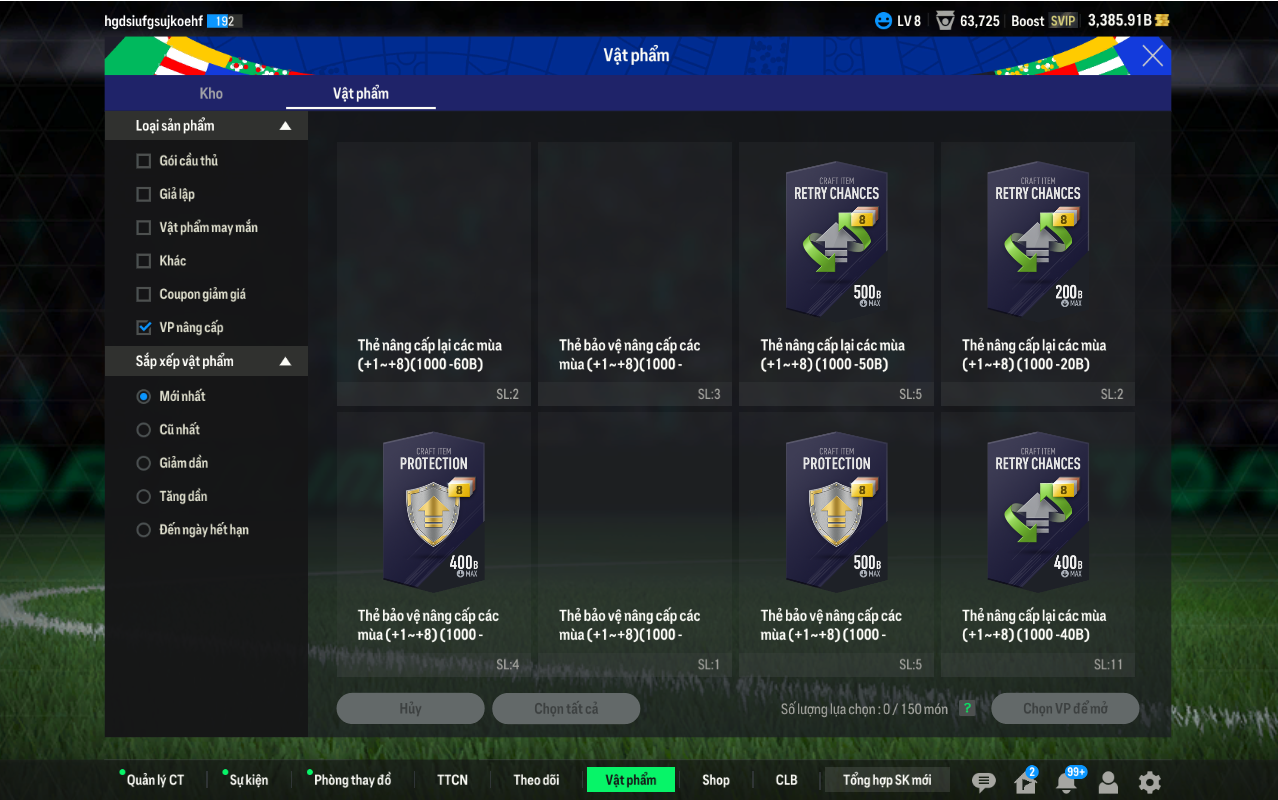 hgdsiufgsujkoehf 192
LV 8 63,725 Boost SVIP 3,385.91B
Vật phẩm
Kho Vật phẩm
Loại sản phẩm
Gói cầu thủ
Giả lập
Vật phẩm may mắn
Khác
Coupon giảm giá
VP nâng cấp
Sắp xếp vật phẩm
Mới nhất
Cũ nhất
Giảm dần
Tăng dần
Đến ngày hết hạn
Thẻ nâng cấp lại các mùa
(+1~+8)(1000 -60B)
SL:2
Thẻ bảo vệ nâng cấp các
mùa (+1~+8)(1000 -
SL:3
CRAFT ITEM
RETRY CHANCES
8
500B
MAX
Thẻ nâng cấp lại các mùa
(+1~+8) (1000 -50B)
SL:5
CRAFT ITEM
RETRY CHANCES
8
200B
MAX
Thẻ nâng cấp lại các mùa
(+1~+8) (1000 -20B)
SL:2
CRAFT ITEM
PROTECTION
8
400B
MAX
Thẻ bảo vệ nâng cấp các
mùa (+1~+8) (1000 -
SL:4
Thẻ bảo vệ nâng cấp các
mùa (+1~+8)(1000 -
SL:1
CRAFT ITEM
PROTECTION
8
500B
MAX
Thẻ bảo vệ nâng cấp các
mùa (+1~+8) (1000 -
SL:5
CRAFT ITEM
RETRY CHANCES
8
400B
MAX
Thẻ nâng cấp lại các mùa
(+1~+8) (1000 -40B)
SL:11
Hủy Chọn tất cả Số lượng lựa chọn : 0 / 150 món ? Chọn VP để mở
Quản lý CT Sự kiện Phòng thay đồ TTCN Theo dõi Vật phẩm Shop CLB Tổng hợp SK mới 2 99+